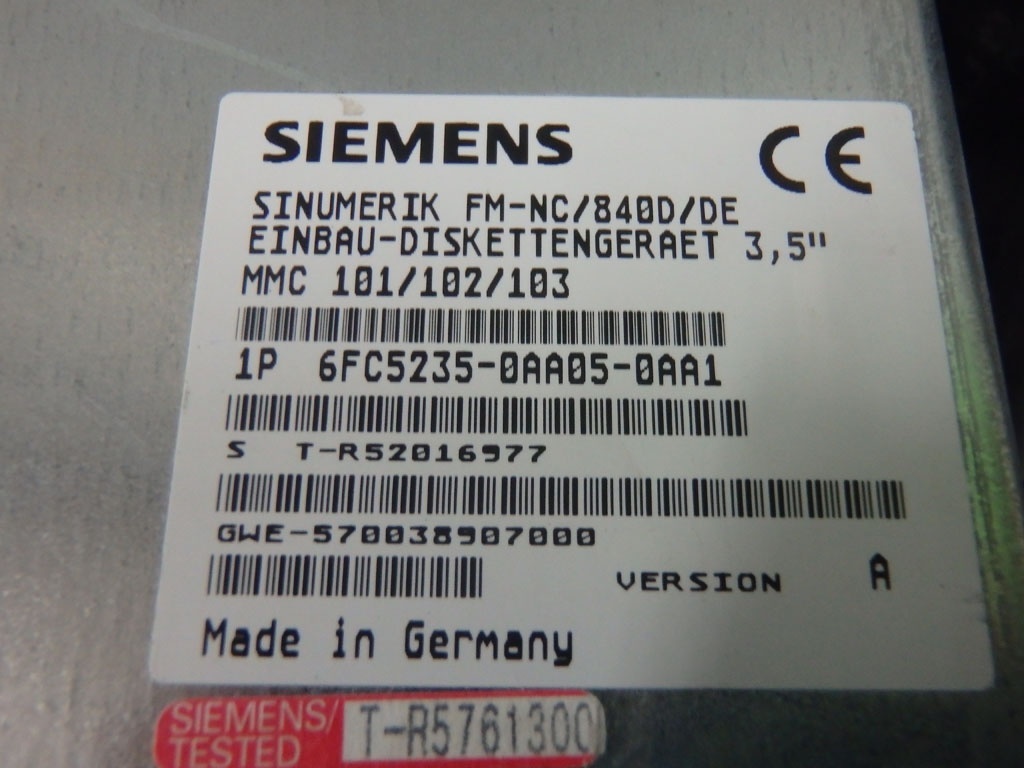 SIEMENS
CE
SINUMERIK FM-NC/840D/DE
EINBAU-DISKETTENGERAET 3,5"
MMC 101/102/103
1P 6FC5235-0AA05-0AA1
S T-R52016977
GWE-570038907000
VERSION A
Made in Germany
SIEMENS/
TESTED
T-R5761300